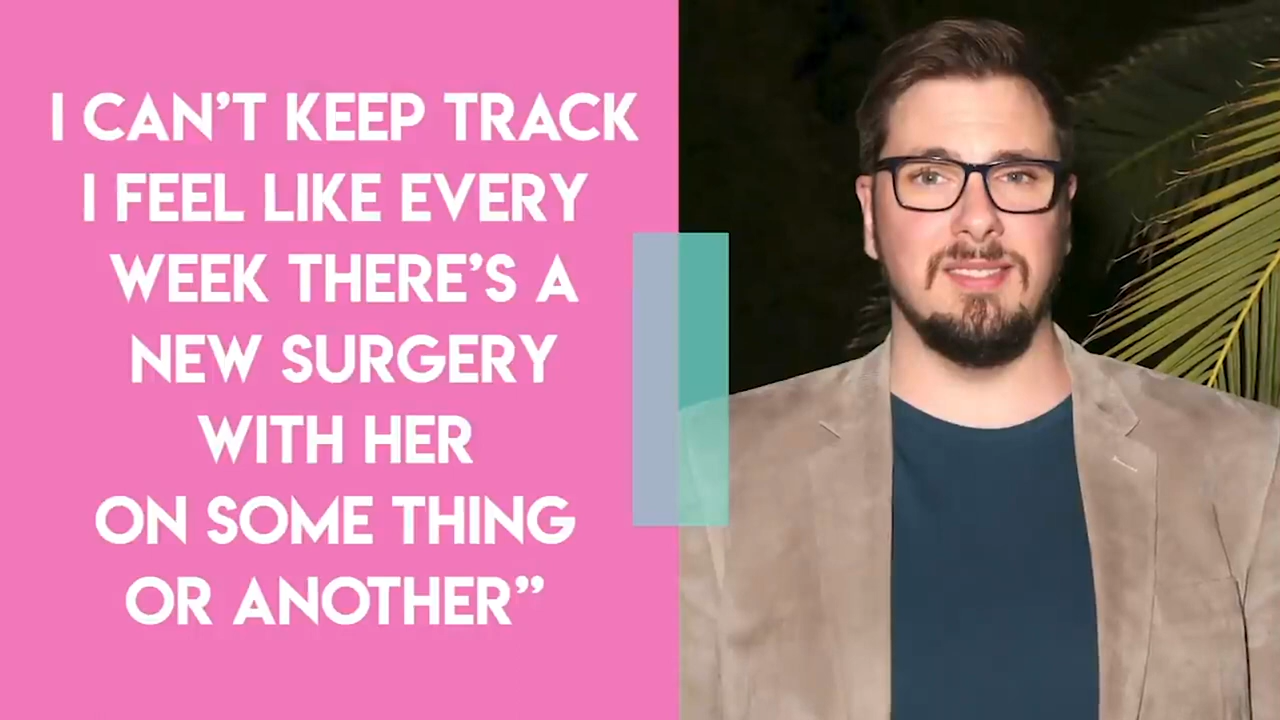 I CAN’T KEEP TRACK
I FEEL LIKE EVERY
WEEK THERE’S A
NEW SURGERY
WITH HER
ON SOME THING
OR ANOTHER”